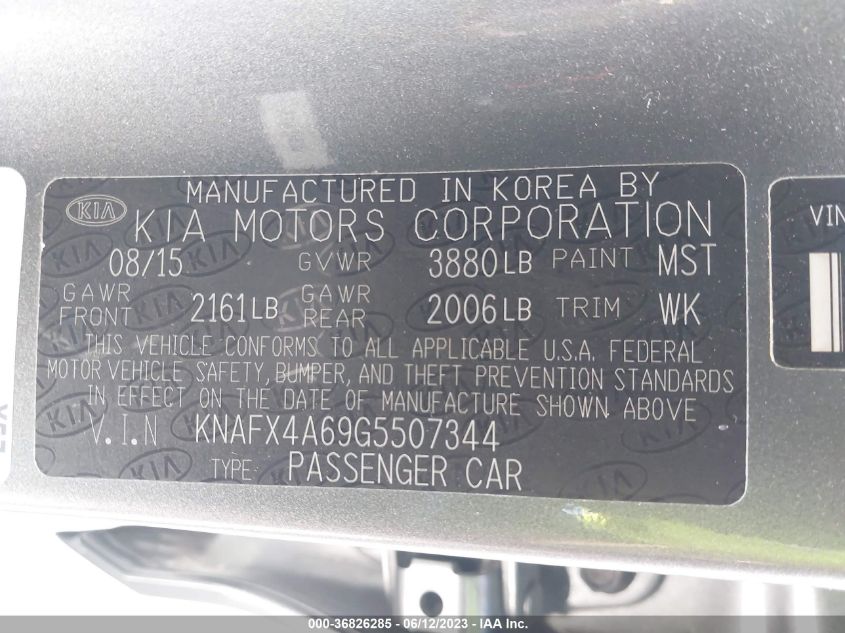 MANUFACTURED IN KOREA BY
KIA KIA MOTORS CORPORATION
08/15 GVWR 3880LB PAINT MST
GAWR FRONT 2161LB GAWR REAR 2006LB TRIM WK
THIS VEHICLE CONFORMS TO ALL APPLICABLE U.S.A. FEDERAL
MOTOR VEHICLE SAFETY, BUMPER, AND THEFT PREVENTION STANDARDS
IN EFFECT ON THE DATE OF MANUFACTURE SHOWN ABOVE
V.I.N KNAFX4A69G5507344
TYPE PASSENGER CAR
VIN
000-36826285 - 06/12/2023 - IAA Inc.